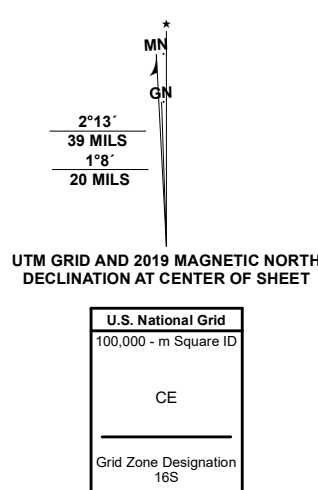 MN
GN
2°13´
39 MILS
1°8´
20 MILS
UTM GRID AND 2019 MAGNETIC NORTH
DECLINATION AT CENTER OF SHEET
U.S. National Grid
100,000 - m Square ID
CE
Grid Zone Designation
16S